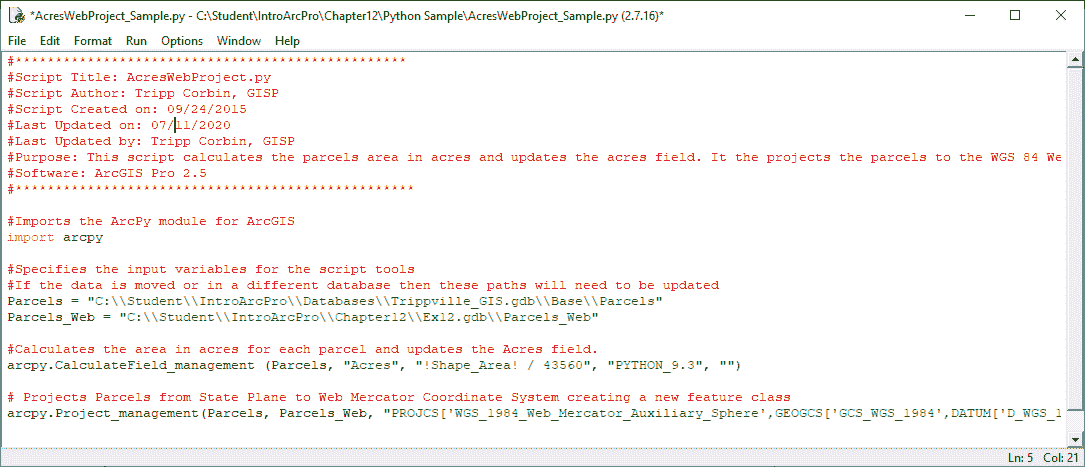 *AcresWebProject_Sample.py - C:\Student\IntroArcPro\Chapter12\Python Sample\AcresWebProject_Sample.py (2.7.16)*
File Edit Format Run Options Window Help
#*************************************************
#Script Title: AcresWebProject.py
#Script Author: Tripp Corbin, GISP
#Script Created on: 09/24/2015
#Last Updated on: 07/11/2020
#Last Updated by: Tripp Corbin, GISP
#Purpose: This script calculates the parcels area in acres and updates the acres field. It the projects the parcels to the WGS 84 We
#Software: ArcGIS Pro 2.5
#**************************************************
#Imports the ArcPy module for ArcGIS
import arcpy
#Specifies the input variables for the script tools
#If the data is moved or in a different database then these paths will need to be updated
Parcels = "C:\\Student\\IntroArcPro\\Databases\\Trippville_GIS.gdb\\Base\\Parcels"
Parcels_Web = "C:\\Student\\IntroArcPro\\Chapter12\\Ex12.gdb\\Parcels_Web"
#Calculates the area in acres for each parcel and updates the Acres field.
arcpy.CalculateField_management (Parcels, "Acres", "!Shape_Area! / 43560", "PYTHON_9.3", "")
# Projects Parcels from State Plane to Web Mercator Coordinate System creating a new feature class
arcpy.Project_management(Parcels, Parcels_Web, "PROJCS['WGS_1984_Web_Mercator_Auxiliary_Sphere',GEOGCS['GCS_WGS_1984',DATUM['D_WGS_1
Ln: 5 Col: 21